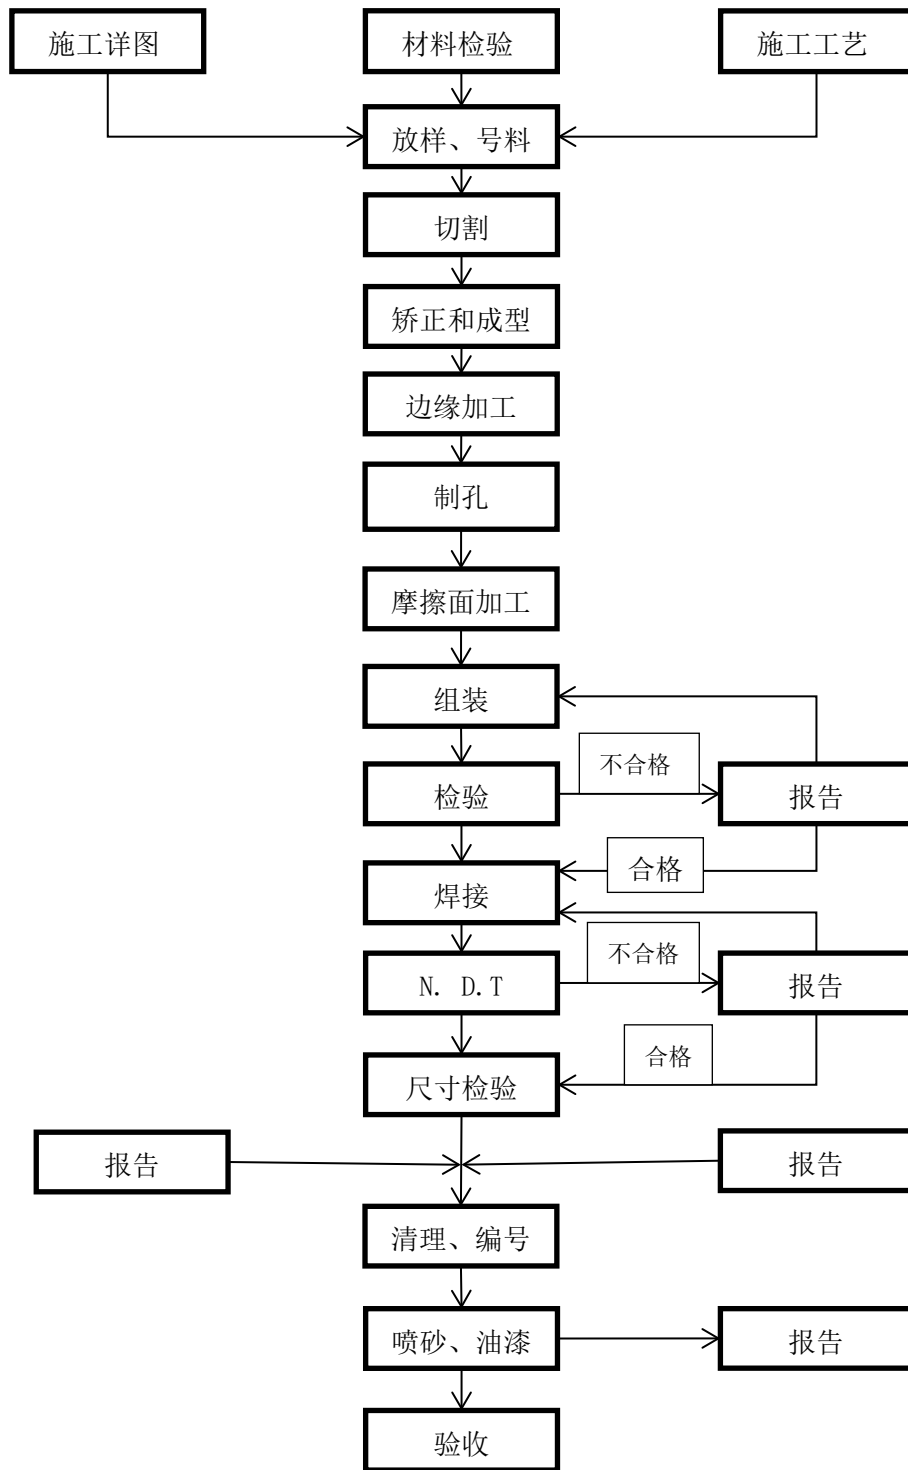 施工详图
材料检验
施工工艺
放样、号料
切割
矫正和成型
边缘加工
制孔
摩擦面加工
组装
不合格
检验
报告
合格
焊接
不合格
N. D.T
报告
合格
尺寸检验
报告
报告
清理、编号
喷砂、油漆
报告
验收